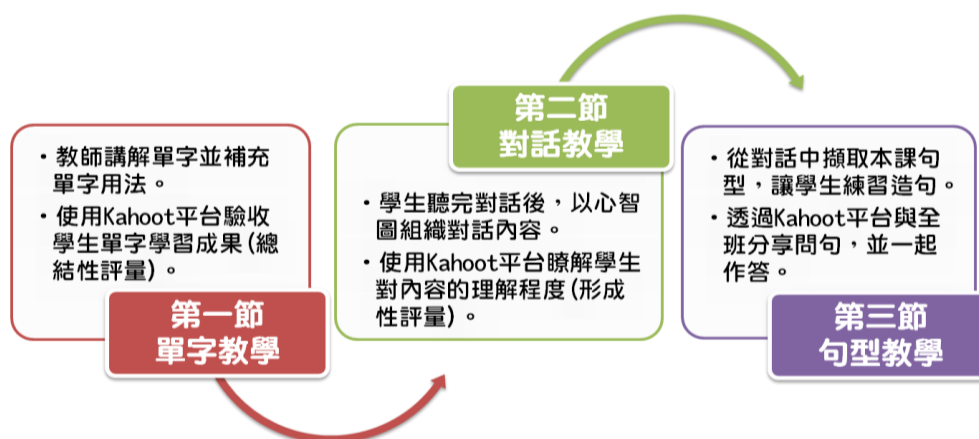 ・教師講解單字並補充
單字用法。
・使用Kahoot平台驗收
學生單字學習成果(總
結性評量)。
第一節
單字教學
第二節
對話教學
・學生聽完對話後，以心智
圖組織對話內容。
・使用Kahoot平台瞭解學生
對內容的理解程度(形成
性評量)。
・從對話中擷取本課句
型，讓學生練習造句。
・透過Kahoot平台與全
班分享問句，並一起
作答。
第三節
句型教學